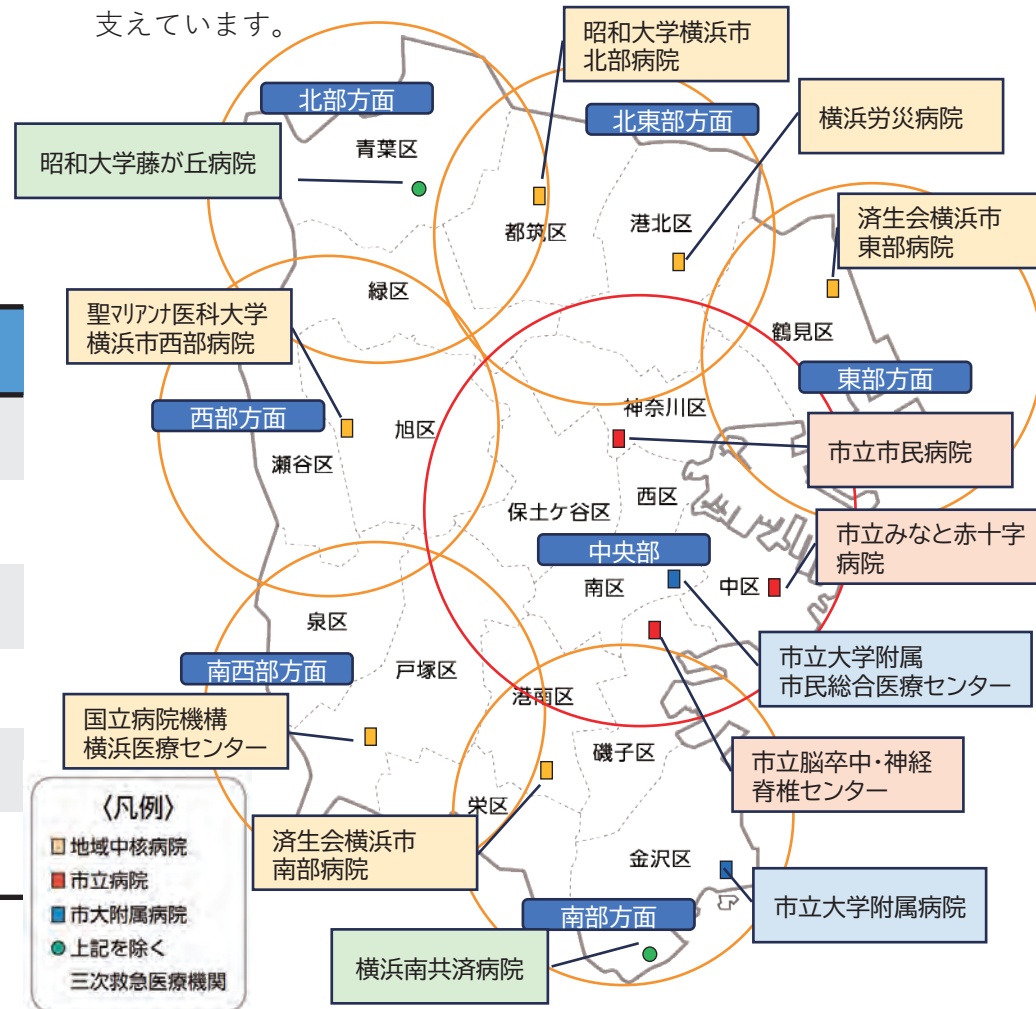 支えています。
昭和大学横浜市
北部病院
北部方面
北東部方面
横浜労災病院
青葉区
昭和大学藤が丘病院
都筑区
港北区
済生会横浜市
東部病院
緑区
聖マリアンナ医科大学
横浜市西部病院
鶴見区
東部方面
西部方面
旭区
神奈川区
瀬谷区
市立市民病院
西区
保土ケ谷区
市立みなと赤十字
病院
中央部
南区
中区
泉区
市立大学附属
市民総合医療センター
南西部方面
戸塚区
港南区
国立病院機構
横浜医療センター
磯子区
市立脳卒中・神経
脊椎センター
〈凡例〉
地域中核病院
市立病院
市大附属病院
上記を除く
三次救急医療機関
栄区
済生会横浜市
南部病院
金沢区
市立大学附属病院
南部方面
横浜南共済病院